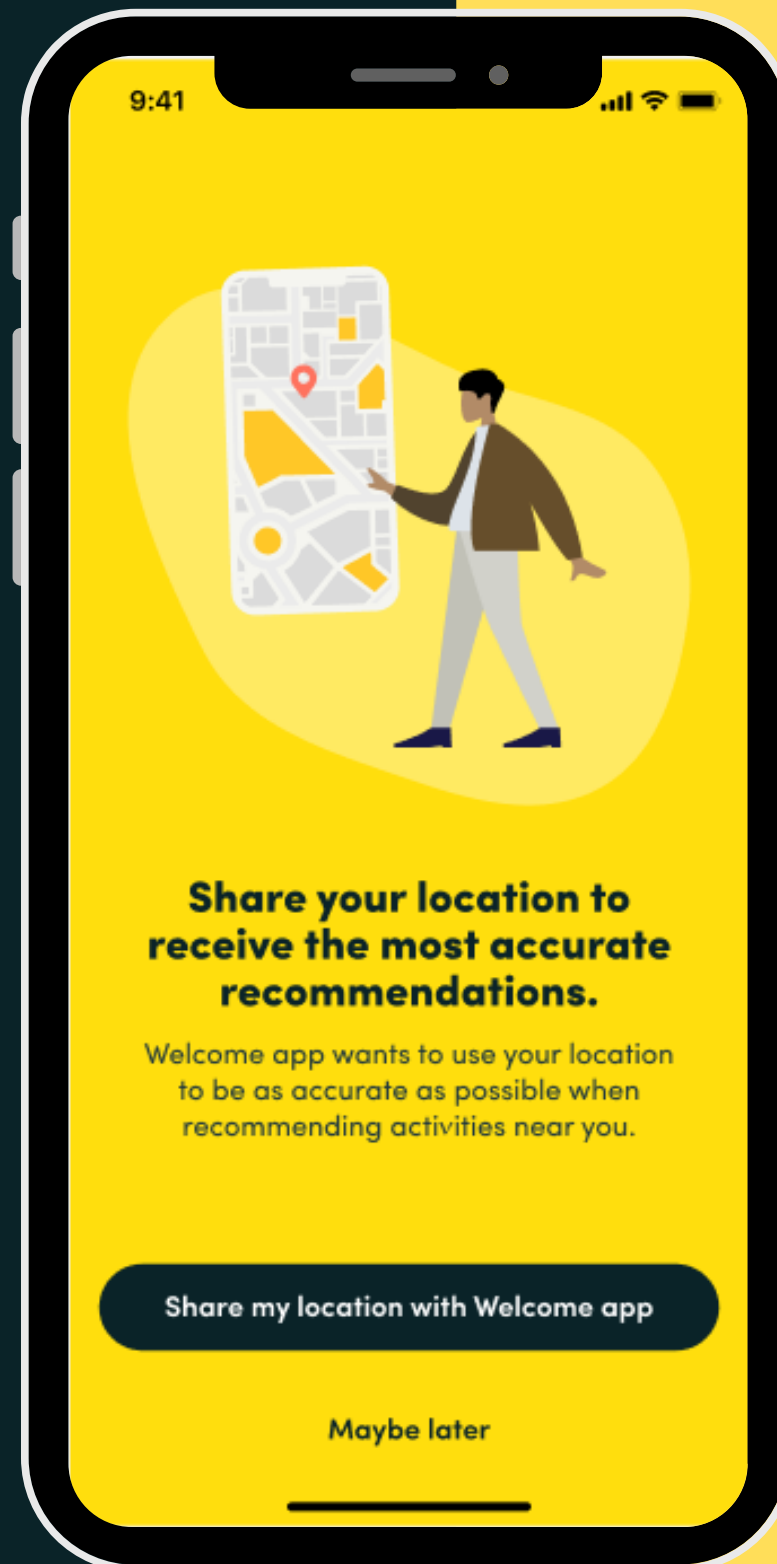 9:41
Share your location to
receive the most accurate
recommendations.
Welcome app wants to use your location
to be as accurate as possible when
recommending activities near you.
Share my location with Welcome app
Maybe later